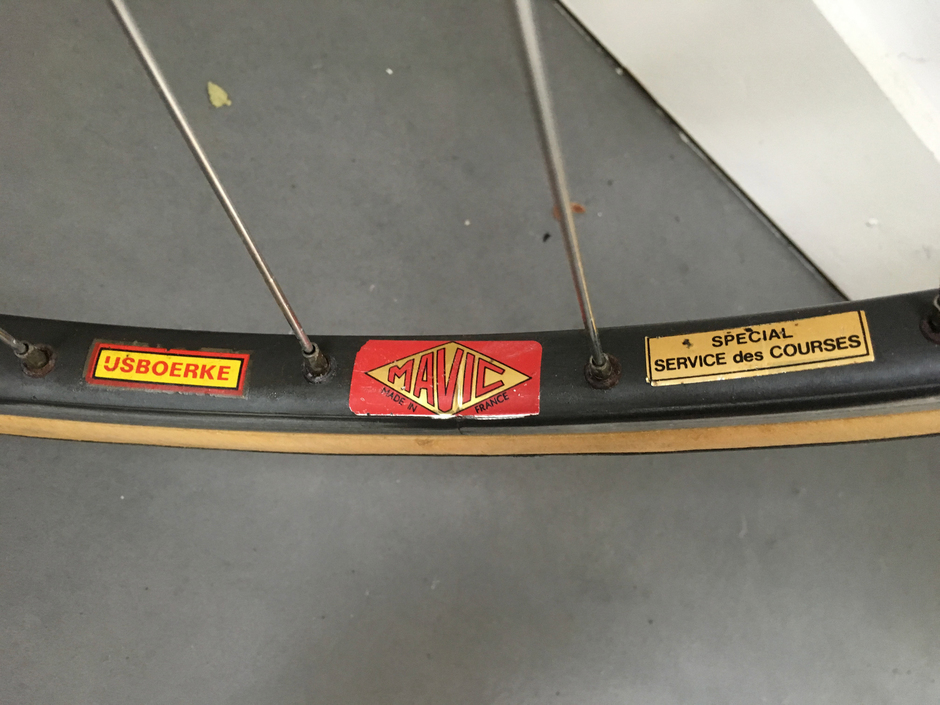 IJSBOERKE
MAVIC
MADE IN FRANCE
SPECIAL
SERVICE des COURSES